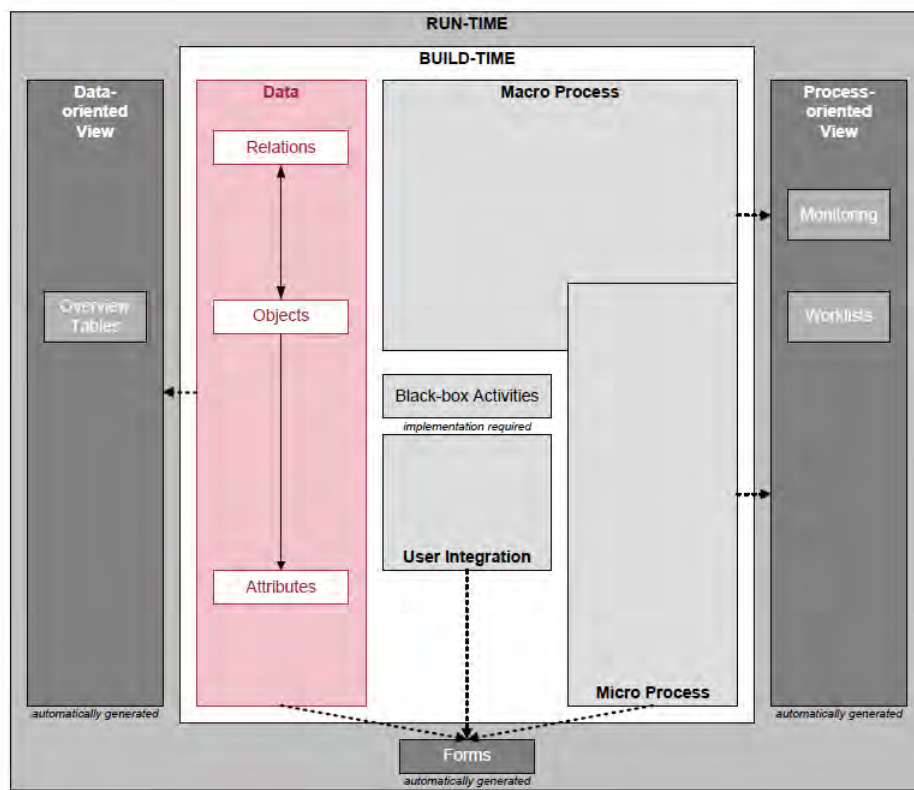 RUN-TIME
BUILD-TIME
Data-
oriented
View
Overview
Tables
automatically generated
Data
Relations
Objects
Attributes
Macro Process
Black-box Activities
implementation required
User Integration
Micro Process
Process-
oriented
View
Monitoring
Worklists
automatically generated
Forms
automatically generated